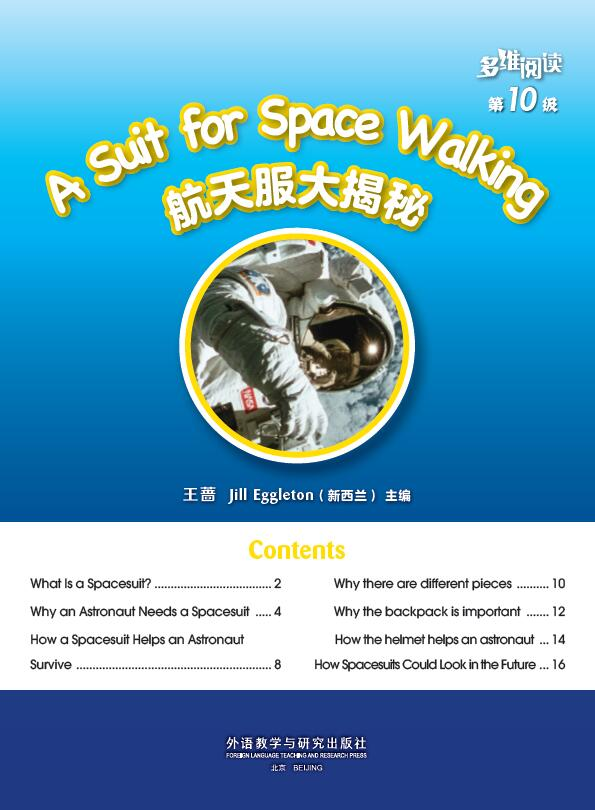 多维阅读
第10级
A Suit for Space Walking
航天服大揭秘
王蔷 Jill Eggleton（新西兰） 主编
Contents
What Is a Spacesuit? .................................... 2
Why an Astronaut Needs a Spacesuit ..... 4
How a Spacesuit Helps an Astronaut
Survive ............................................................ 8
Why there are different pieces .......... 10
Why the backpack is important ....... 12
How the helmet helps an astronaut ... 14
How Spacesuits Could Look in the Future ... 16
外语教学与研究出版社
FOREIGN LANGUAGE TEACHING AND RESEARCH PRESS
北京 BEIJING